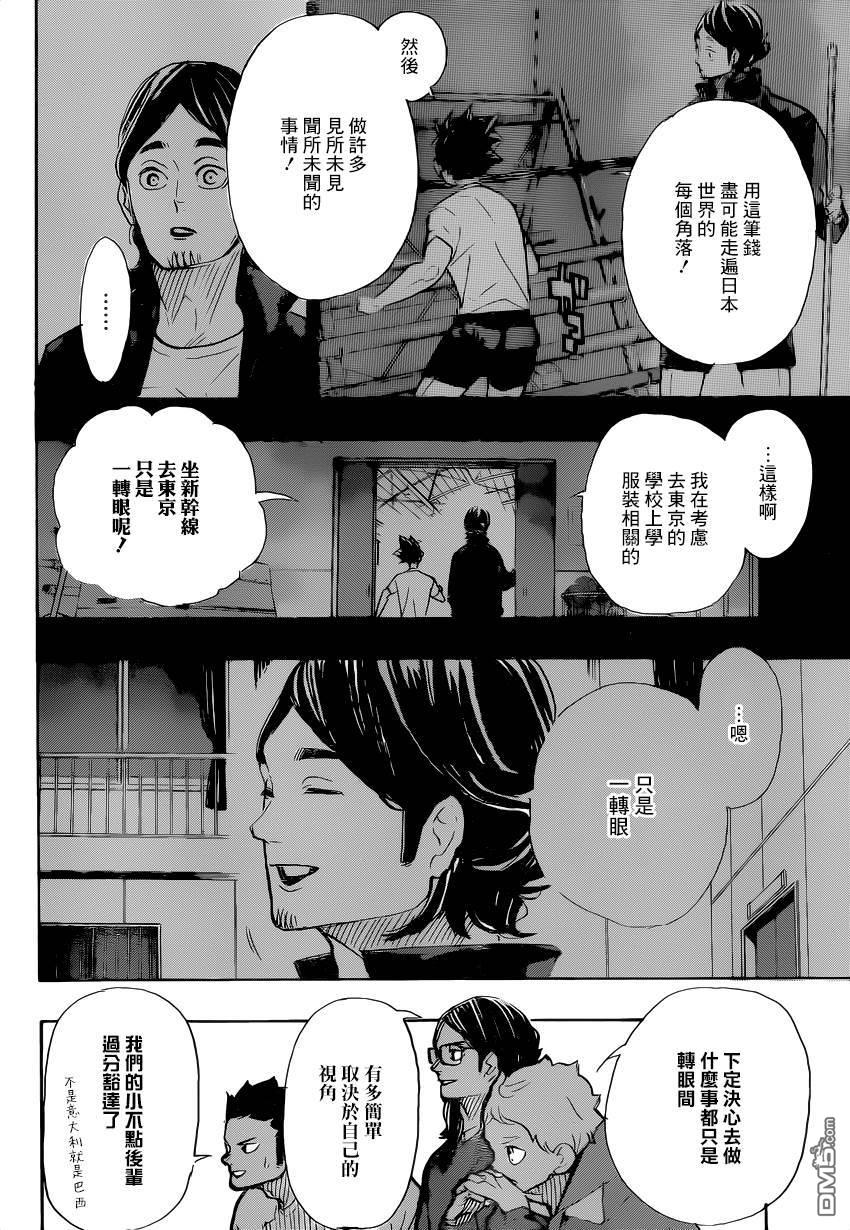 用這筆錢
盡可能走遍日本
世界的
每個角落！
然後
做許多
見所未見
聞所未聞的
事情！
……
…這樣啊
我在考慮
去東京的
學校上學
服裝相關的
坐新幹線
去東京
只是
一轉眼呢！
…嗯
只是
一轉眼
下定決心去做
什麼事都只是
轉眼間
有多簡單
取決於自己的
視角
我們的小不點後輩
過分豁達了
不是意大利就是巴西
DM5.com